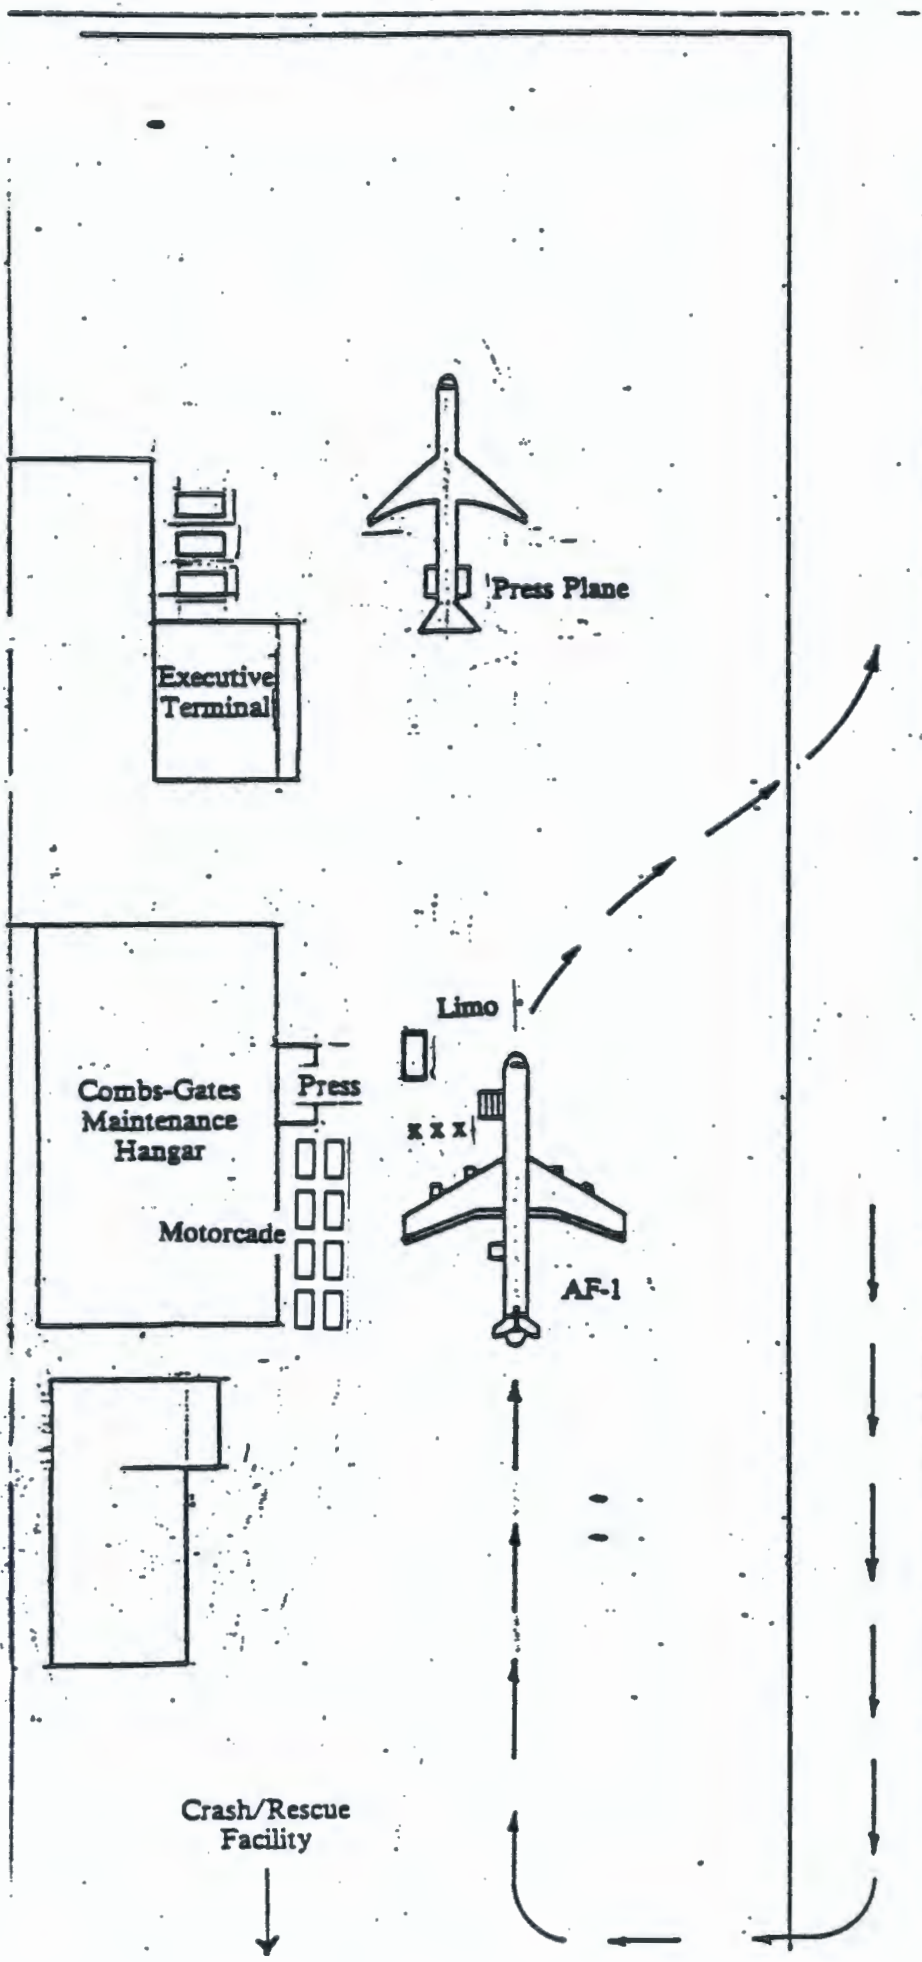 Press Plane
Executive
Terminal
Limo
Combs-Gates
Maintenance
Hangar
Press
x x x
Motorcade
AF-1
Crash/Rescue
Facility